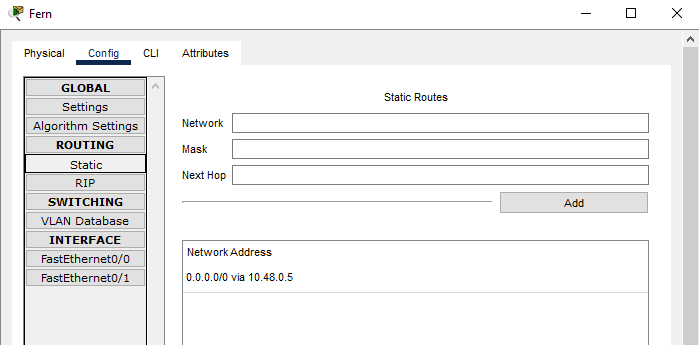 Fern
Physical Config CLI Attributes
GLOBAL
Settings
Algorithm Settings
ROUTING
Static
RIP
SWITCHING
VLAN Database
INTERFACE
FastEthernet0/0
FastEthernet0/1
Static Routes
Network
Mask
Next Hop
Add
Network Address
0.0.0.0/0 via 10.48.0.5